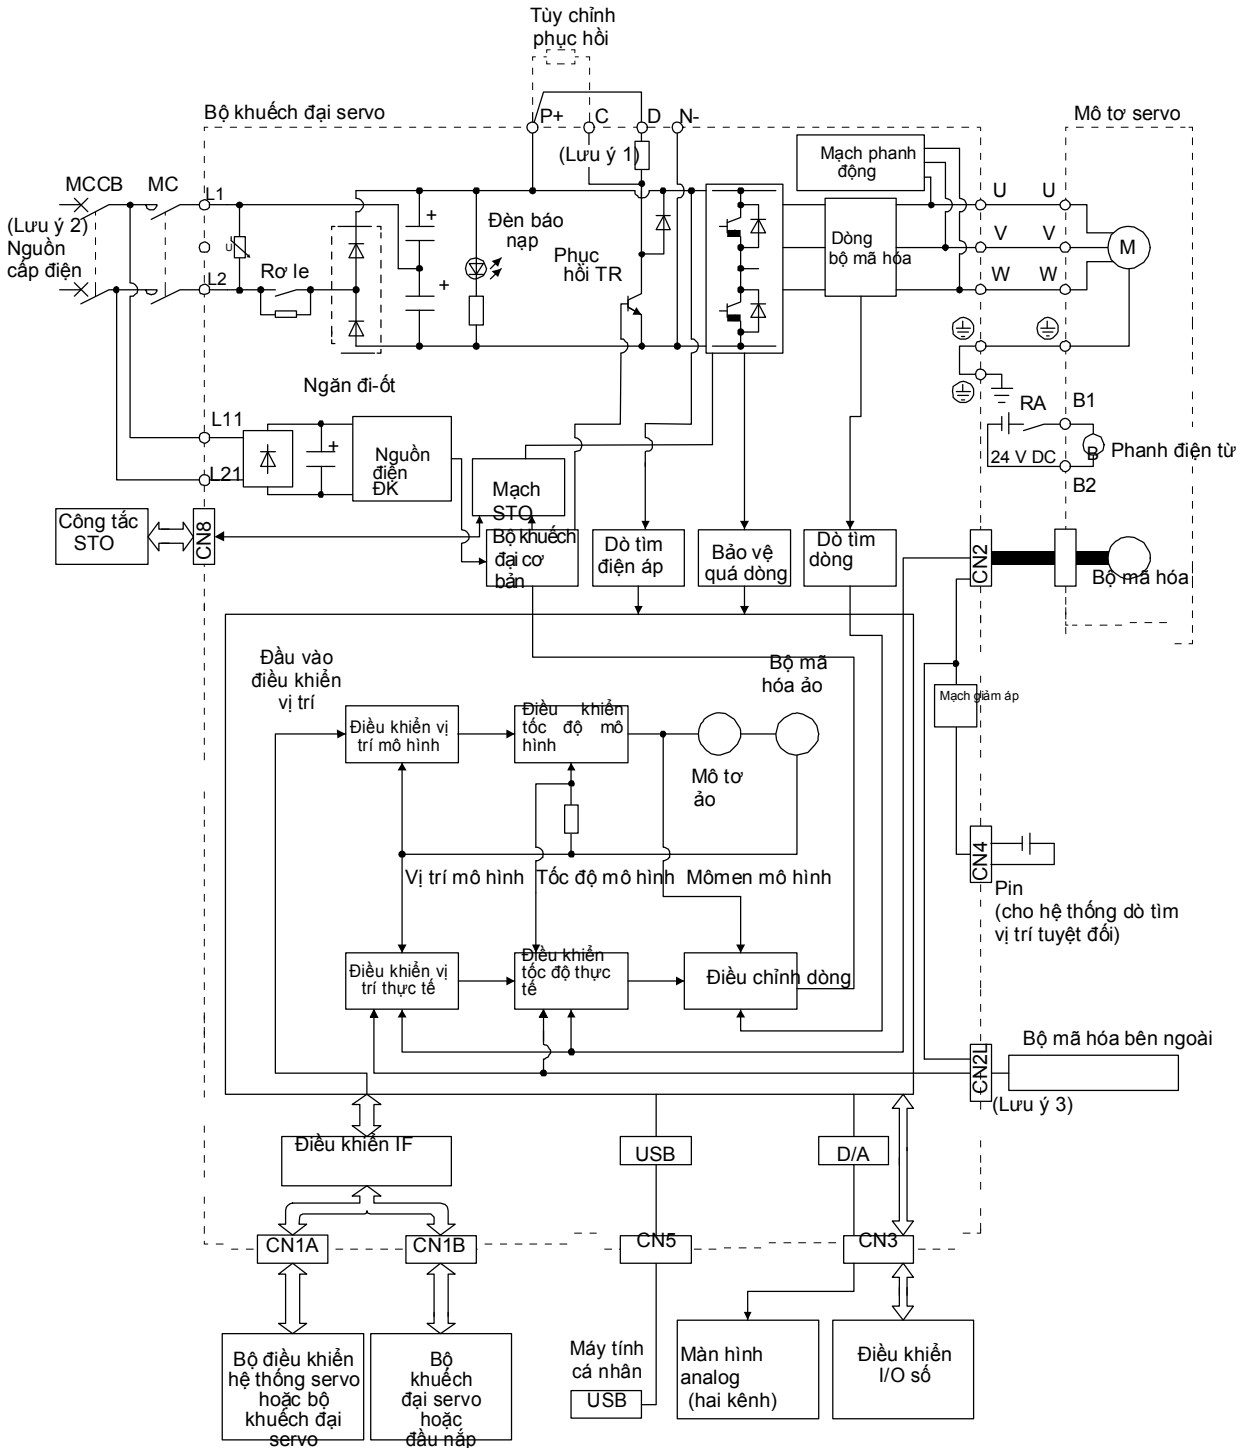 Tùy chỉnh
phục hồi
Bộ khuếch đại servo
P+
C
D
N-
Mô tơ servo
(Lưu ý 1)
Mạch phanh
động
MCCB
MC
L1
U
U
(Lưu ý 2)
Nguồn
cấp điện
U
Đèn báo
nạp
Dòng
bộ mã hóa
V
V
M
Rơ le
Phục
hồi TR
L2
W
W
Ngăn đi-ốt
L11
RA
B1
L21
Nguồn
điện
ĐK
24 V DC
B
Phanh điện từ
B2
Mạch
STO
Công tắc
STO
CN8
Bộ khuếch
đại cơ
bản
Dò tìm
điện áp
Bảo vệ
quá dòng
Dò tìm
dòng
CN2
Bộ mã hóa
Đầu vào
điều khiển
vị trí
Bộ mã
hóa ảo
Mạch giảm áp
Điều khiển vị
trí mô hình
Điều khiển
tốc độ mô
hình
Mô tơ
ảo
CN4
Vị trí mô hình
Tốc độ mô hình
Mômen mô hình
Pin
(cho hệ thống dò tìm
vị trí tuyệt đối)
Điều khiển vị
trí thực tế
Điều khiển
tốc độ thực
tế
Điều chỉnh dòng
Bộ mã hóa bên ngoài
CN2L
(Lưu ý 3)
Điều khiển IF
USB
D/A
CN1A
CN1B
CN5
CN3
Bộ điều khiển
hệ thống servo
hoặc bộ
khuếch đại
servo
Bộ
khuếch
đại servo
hoặc
đầu nắp
Máy tính
cá nhân
USB
Màn hình
analog
(hai kênh)
Điều khiển
I/O số